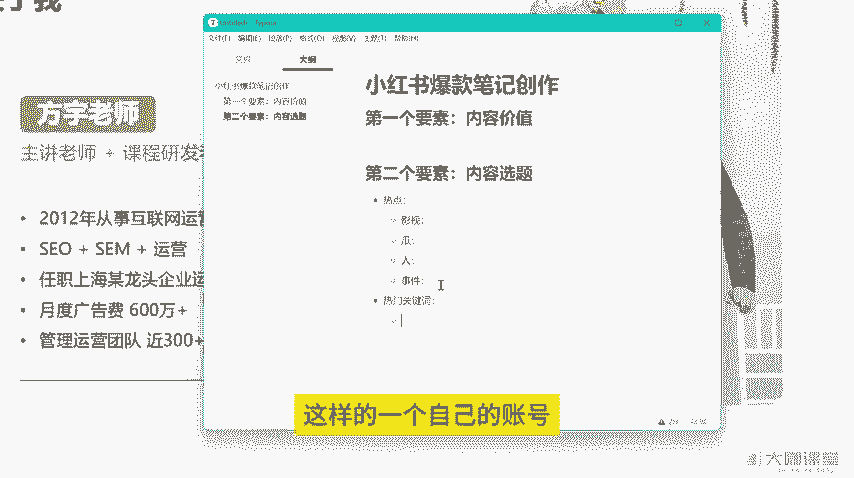 了我
万宇老师
主讲老师 + 课程研发
2012年从事互联网运营
SEO + SEM + 运营
任职上海某龙头企业运
月度广告费 600万+
管理运营团队 近300+
Typora
文件(F) 编辑(E) 段落(P) 格式(O) 视图(V) 主题(T) 帮助(H)
文件 大纲
小红书爆款笔记创作
第一个要素：内容价值
第二个要素：内容选题
小红书爆款笔记创作
第一个要素：内容价值
第二个要素：内容选题
热点：
影视：
瓜：
人：
事件：
热门关键词：
这样的一个自己的账号
大圈课堂